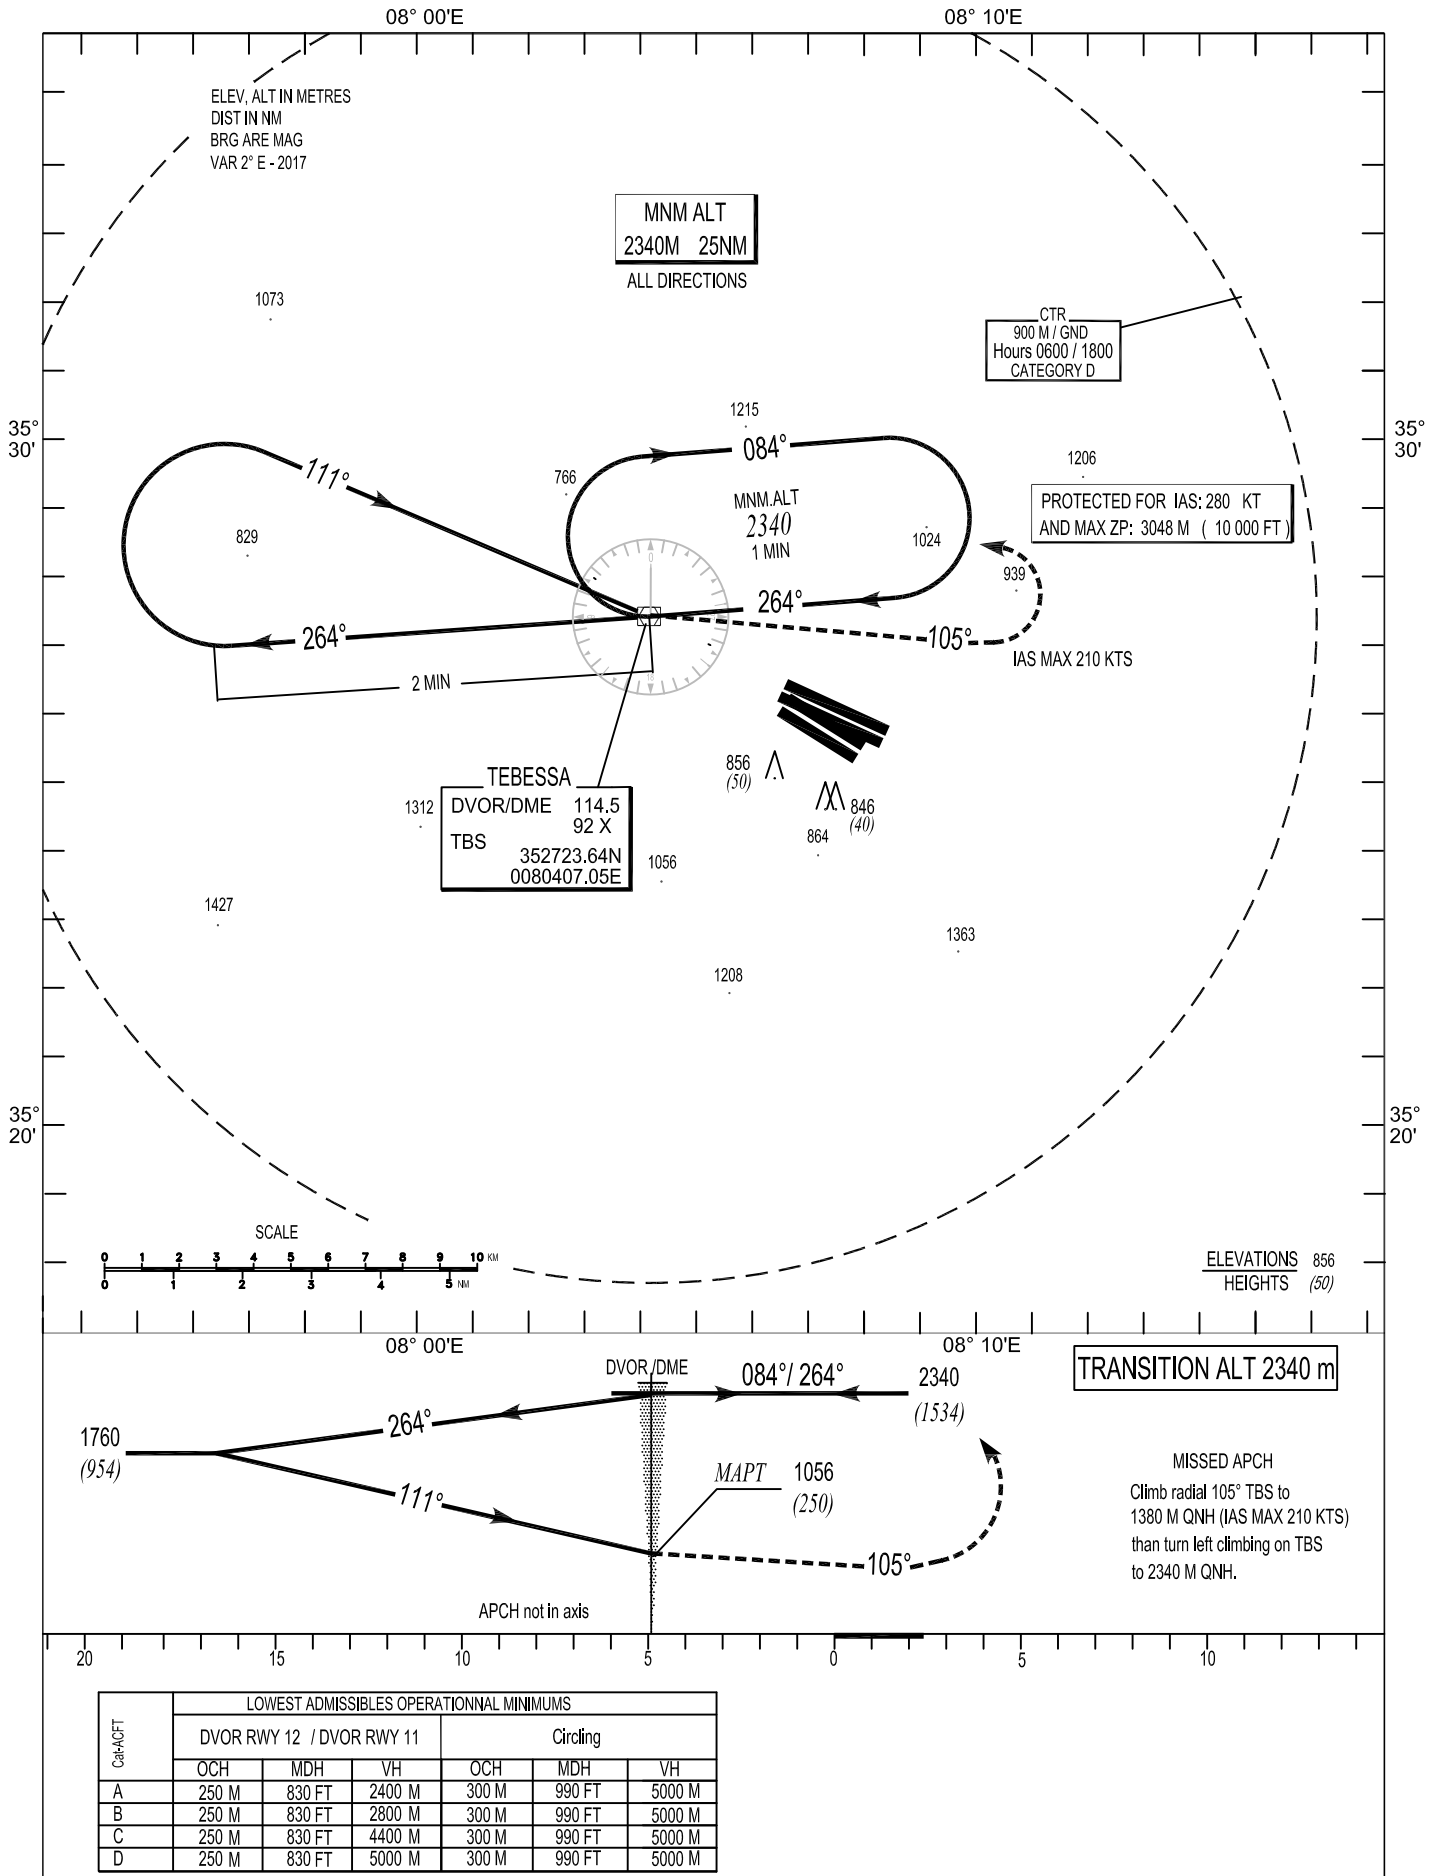 08° 00'E
08° 10'E
ELEV, ALT IN METRES
DIST IN NM
BRG ARE MAG
VAR 2° E - 2017
MNM ALT
2340M 25NM
ALL DIRECTIONS
1073
CTR
900 M / GND
Hours 0600 / 1800
CATEGORY D
35°
30'
35°
30'
1215
084°
111°
766
1206
MNM.ALT
2340
1 MIN
PROTECTED FOR IAS: 280 KT
AND MAX ZP: 3048 M ( 10 000 FT )
829
1024
939
0
264°
264°
105°
IAS MAX 210 KTS
18
2 MIN
856
(50)
846
(40)
864
TEBESSA
DVOR/DME 114.5
92 X
TBS
352723.64N
0080407.05E
1312
1056
1427
1363
1208
35°
20'
35°
20'
SCALE
0 1 2 3 4 5 6 7 8 9 10 KM
0 1 2 3 4 5 NM
ELEVATIONS 856
HEIGHTS (50)
08° 00'E
08° 10'E
TRANSITION ALT 2340 m
DVOR /DME
084°/ 264°
2340
(1534)
264°
1760
(954)
111°
MAPT 1056
(250)
105°
MISSED APCH
Climb radial 105° TBS to
1380 M QNH (IAS MAX 210 KTS)
than turn left climbing on TBS
to 2340 M QNH.
APCH not in axis
20 15 10 5 0 5 10
LOWEST ADMISSIBLES OPERATIONNAL MINIMUMS
Cat-ACFT
DVOR RWY 12 / DVOR RWY 11 Circling
OCH MDH VH OCH MDH VH
A 250 M 830 FT 2400 M 300 M 990 FT 5000 M
B 250 M 830 FT 2800 M 300 M 990 FT 5000 M
C 250 M 830 FT 4400 M 300 M 990 FT 5000 M
D 250 M 830 FT 5000 M 300 M 990 FT 5000 M